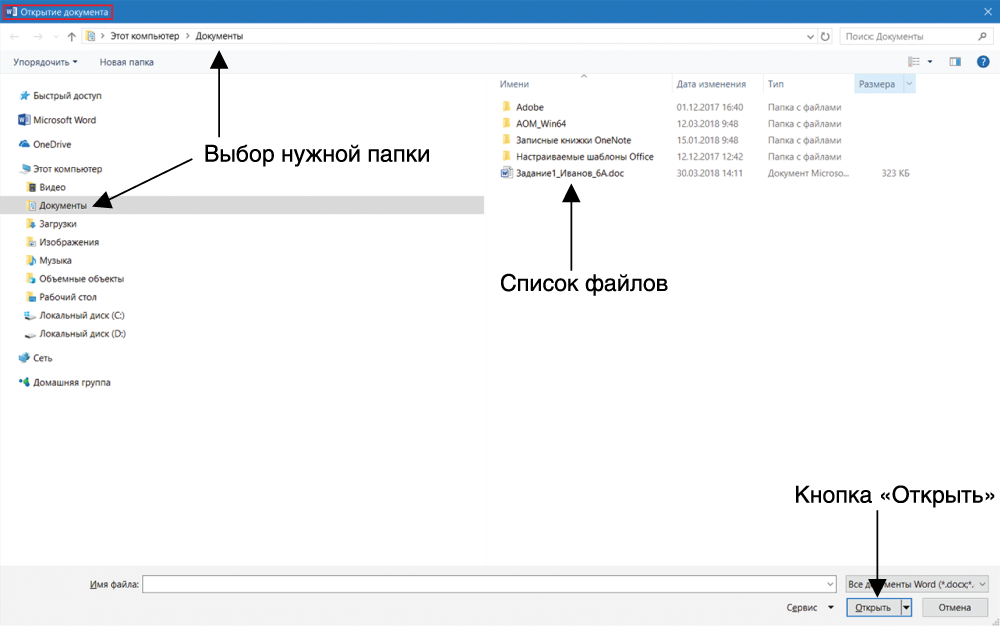 Открытие документа
Этот компьютер > Документы
Поиск: Документы
Упорядочить
Новая папка
Быстрый доступ
Microsoft Word
OneDrive
Этот компьютер
Видео
Документы
Загрузки
Изображения
Музыка
Объемные объекты
Рабочий стол
Локальный диск (C:)
Локальный диск (D:)
Сеть
Домашняя группа
Выбор нужной папки
Имени Дата изменения Тип Размера
Adobe 01.12.2017 16:40 Папка с файлами
AOM_Win64 12.03.2018 9:48 Папка с файлами
Записные книжки OneNote 15.01.2018 9:48 Папка с файлами
Настраиваемые шаблоны Office 12.12.2017 12:42 Папка с файлами
Задание1_Иванов_6А.doc 30.03.2018 14:11 Документ Microso... 323 КБ
Список файлов
Кнопка «Открыть»
Имя файла:
Все документы Word (*.docx;*.
Сервис
Открыть
Отмена